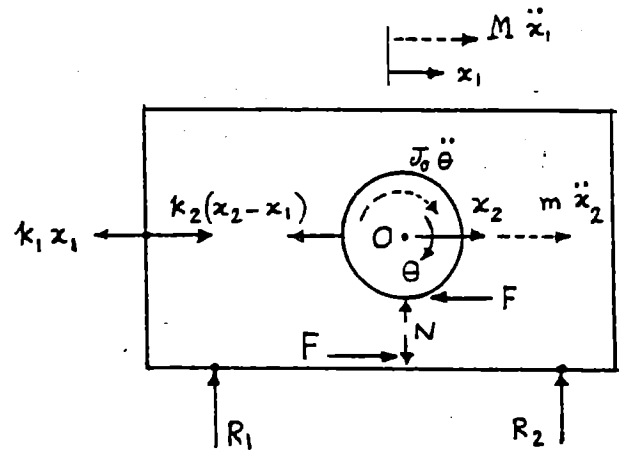 M ẍ₁
x₁
J₀ θ̈
k₁ x₁
k₂(x₂ − x₁)
x₂
m ẍ₂
O
θ
F
F
N
R₁
R₂